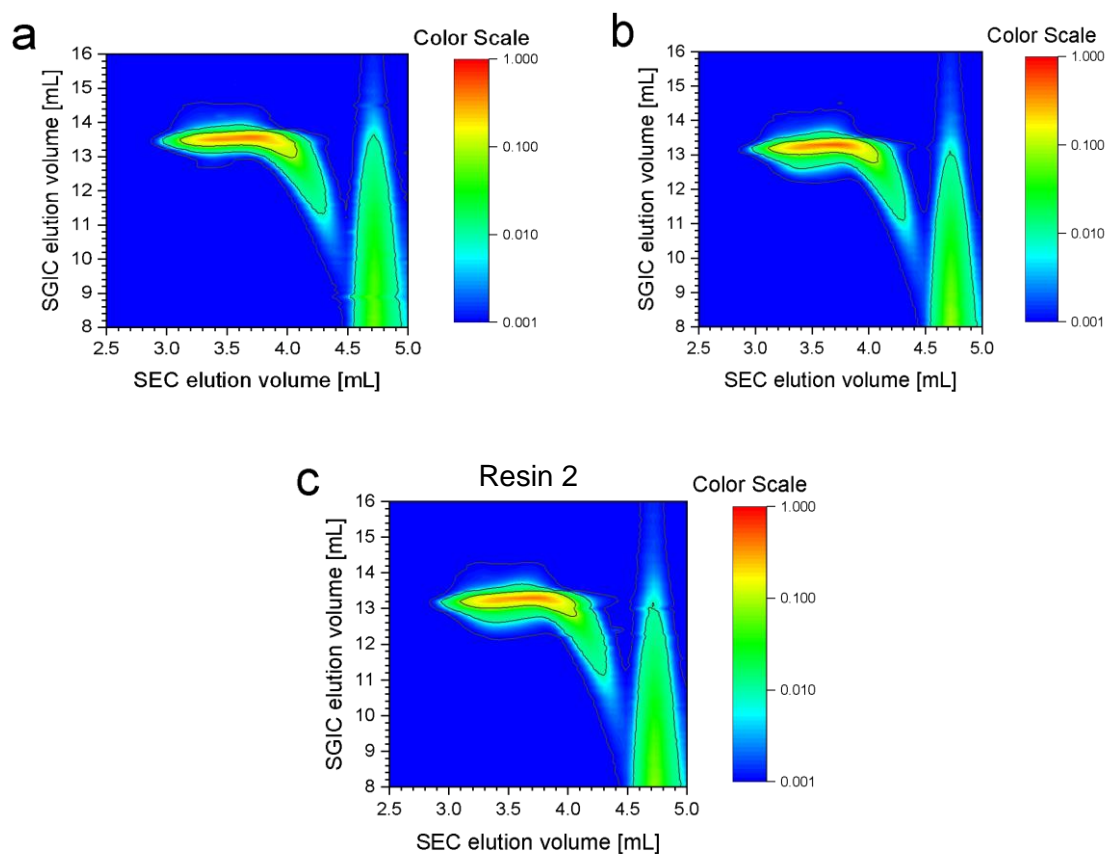 a
Color Scale
16
15
14
13
12
11
10
9
8
SGIC elution volume [mL]
2.5 3.0 3.5 4.0 4.5 5.0
SEC elution volume [mL]
1.000
0.100
0.010
0.001
b
Color Scale
16
15
14
13
12
11
10
9
8
SGIC elution volume [mL]
2.5 3.0 3.5 4.0 4.5 5.0
SEC elution volume [mL]
1.000
0.100
0.010
0.001
c
Resin 2
Color Scale
16
15
14
13
12
11
10
9
8
SGIC elution volume [mL]
2.5 3.0 3.5 4.0 4.5 5.0
SEC elution volume [mL]
1.000
0.100
0.010
0.001